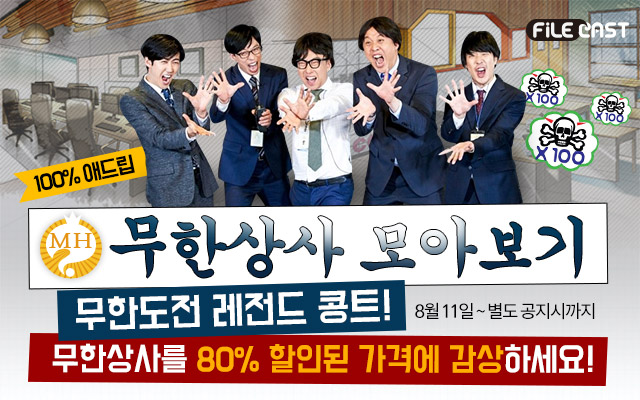 FiLE CAST
X100
X100
X100
100% 애드립
MH
무한상사 모아보기
무한도전 레전드 콩트!
8월 11일 ~ 별도 공지시까지
무한상사를 80% 할인된 가격에 감상하세요!